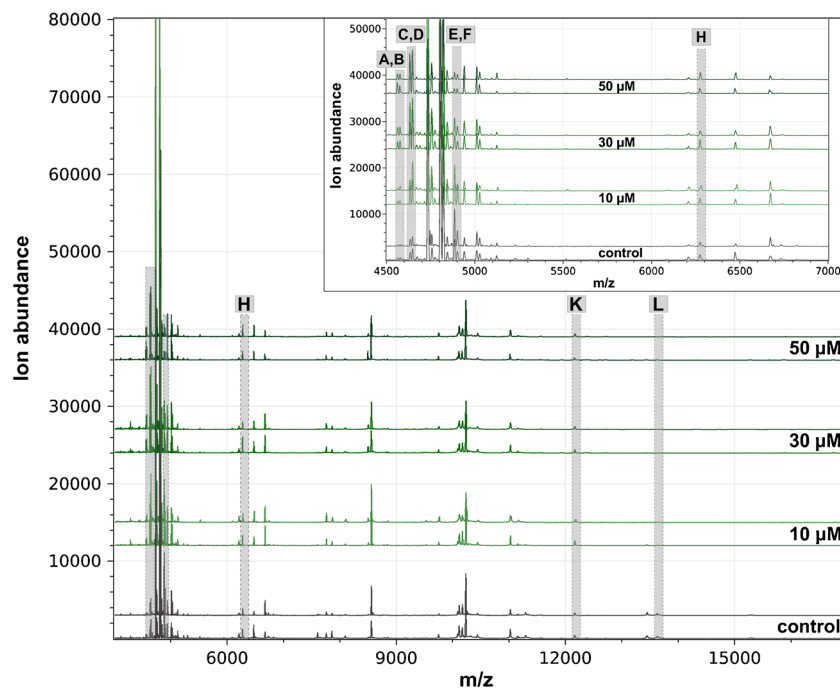 80000
70000
60000
50000
40000
30000
20000
10000
Ion abundance
6000
9000
12000
15000
m/z
H
K
L
50 µM
30 µM
10 µM
control
50000
40000
30000
20000
10000
Ion abundance
4500
5000
5500
6000
6500
7000
m/z
A,B
C,D
E,F
H
50 µM
30 µM
10 µM
control